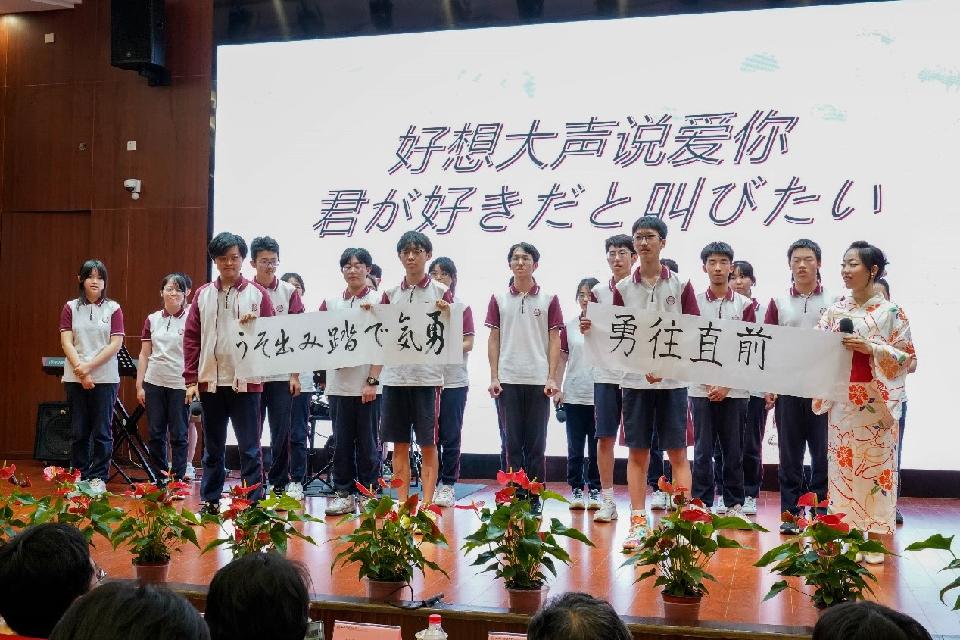 好想大声说爱你
君が好きだと叫びたい
勇気で踏み出そう
勇往直前